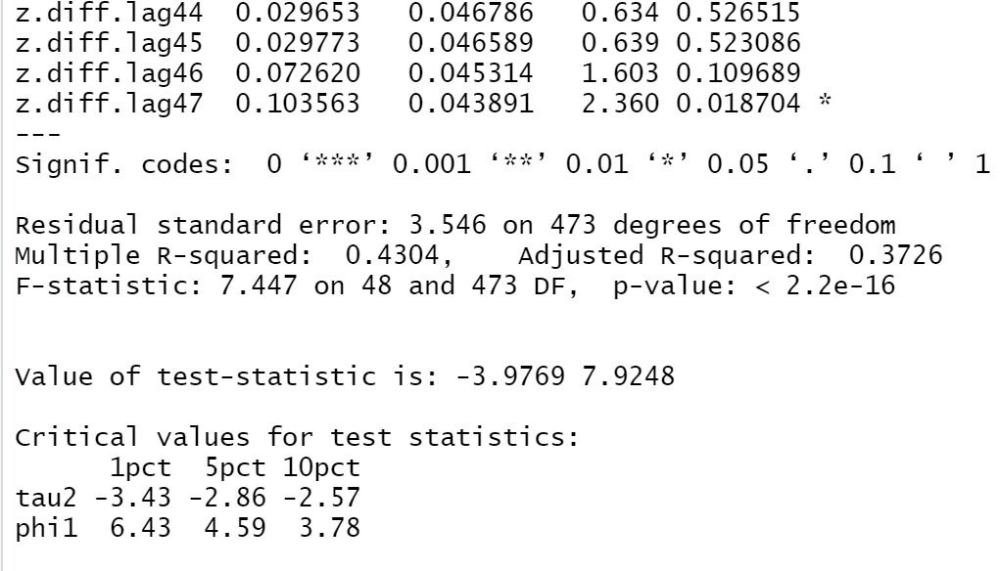 z.diff.lag44  0.029653   0.046786   0.634 0.526515
z.diff.lag45  0.029773   0.046589   0.639 0.523086
z.diff.lag46  0.072620   0.045314   1.603 0.109689
z.diff.lag47  0.103563   0.043891   2.360 0.018704 *
---
Signif. codes:  0 ‘***’ 0.001 ‘**’ 0.01 ‘*’ 0.05 ‘.’ 0.1 ‘ ’ 1
Residual standard error: 3.546 on 473 degrees of freedom
Multiple R-squared:  0.4304,    Adjusted R-squared:  0.3726
F-statistic: 7.447 on 48 and 473 DF,  p-value: < 2.2e-16
Value of test-statistic is: -3.9769 7.9248
Critical values for test statistics:
      1pct  5pct 10pct
tau2 -3.43 -2.86 -2.57
phi1  6.43  4.59  3.78